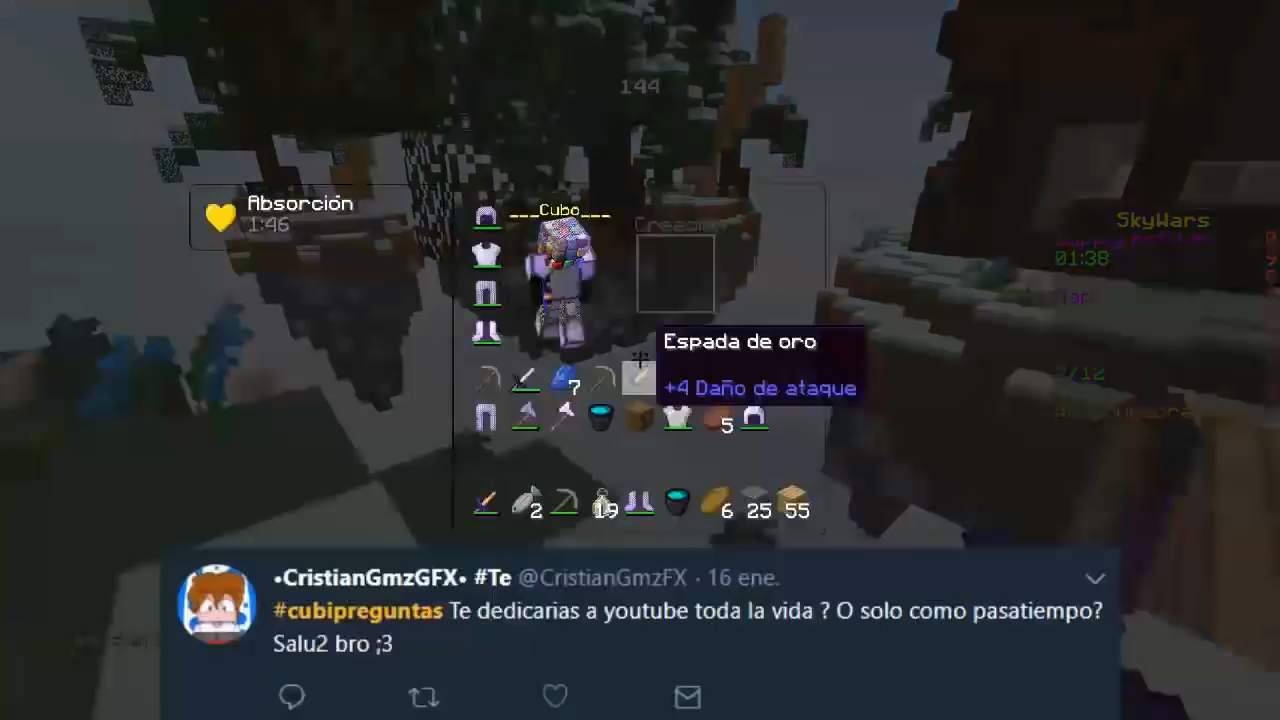 144
Absorción
1:46
___Cubo___
Creación
SkyWars
01:38
Espada de oro
+4 Daño de ataque
7
5
2
19
6
25
55
•CristianGmzGFX• #Te @CristianGmzFX · 16 ene.
#cubipreguntas Te dedicarias a youtube toda la vida ? O solo como pasatiempo?
Salu2 bro ;3